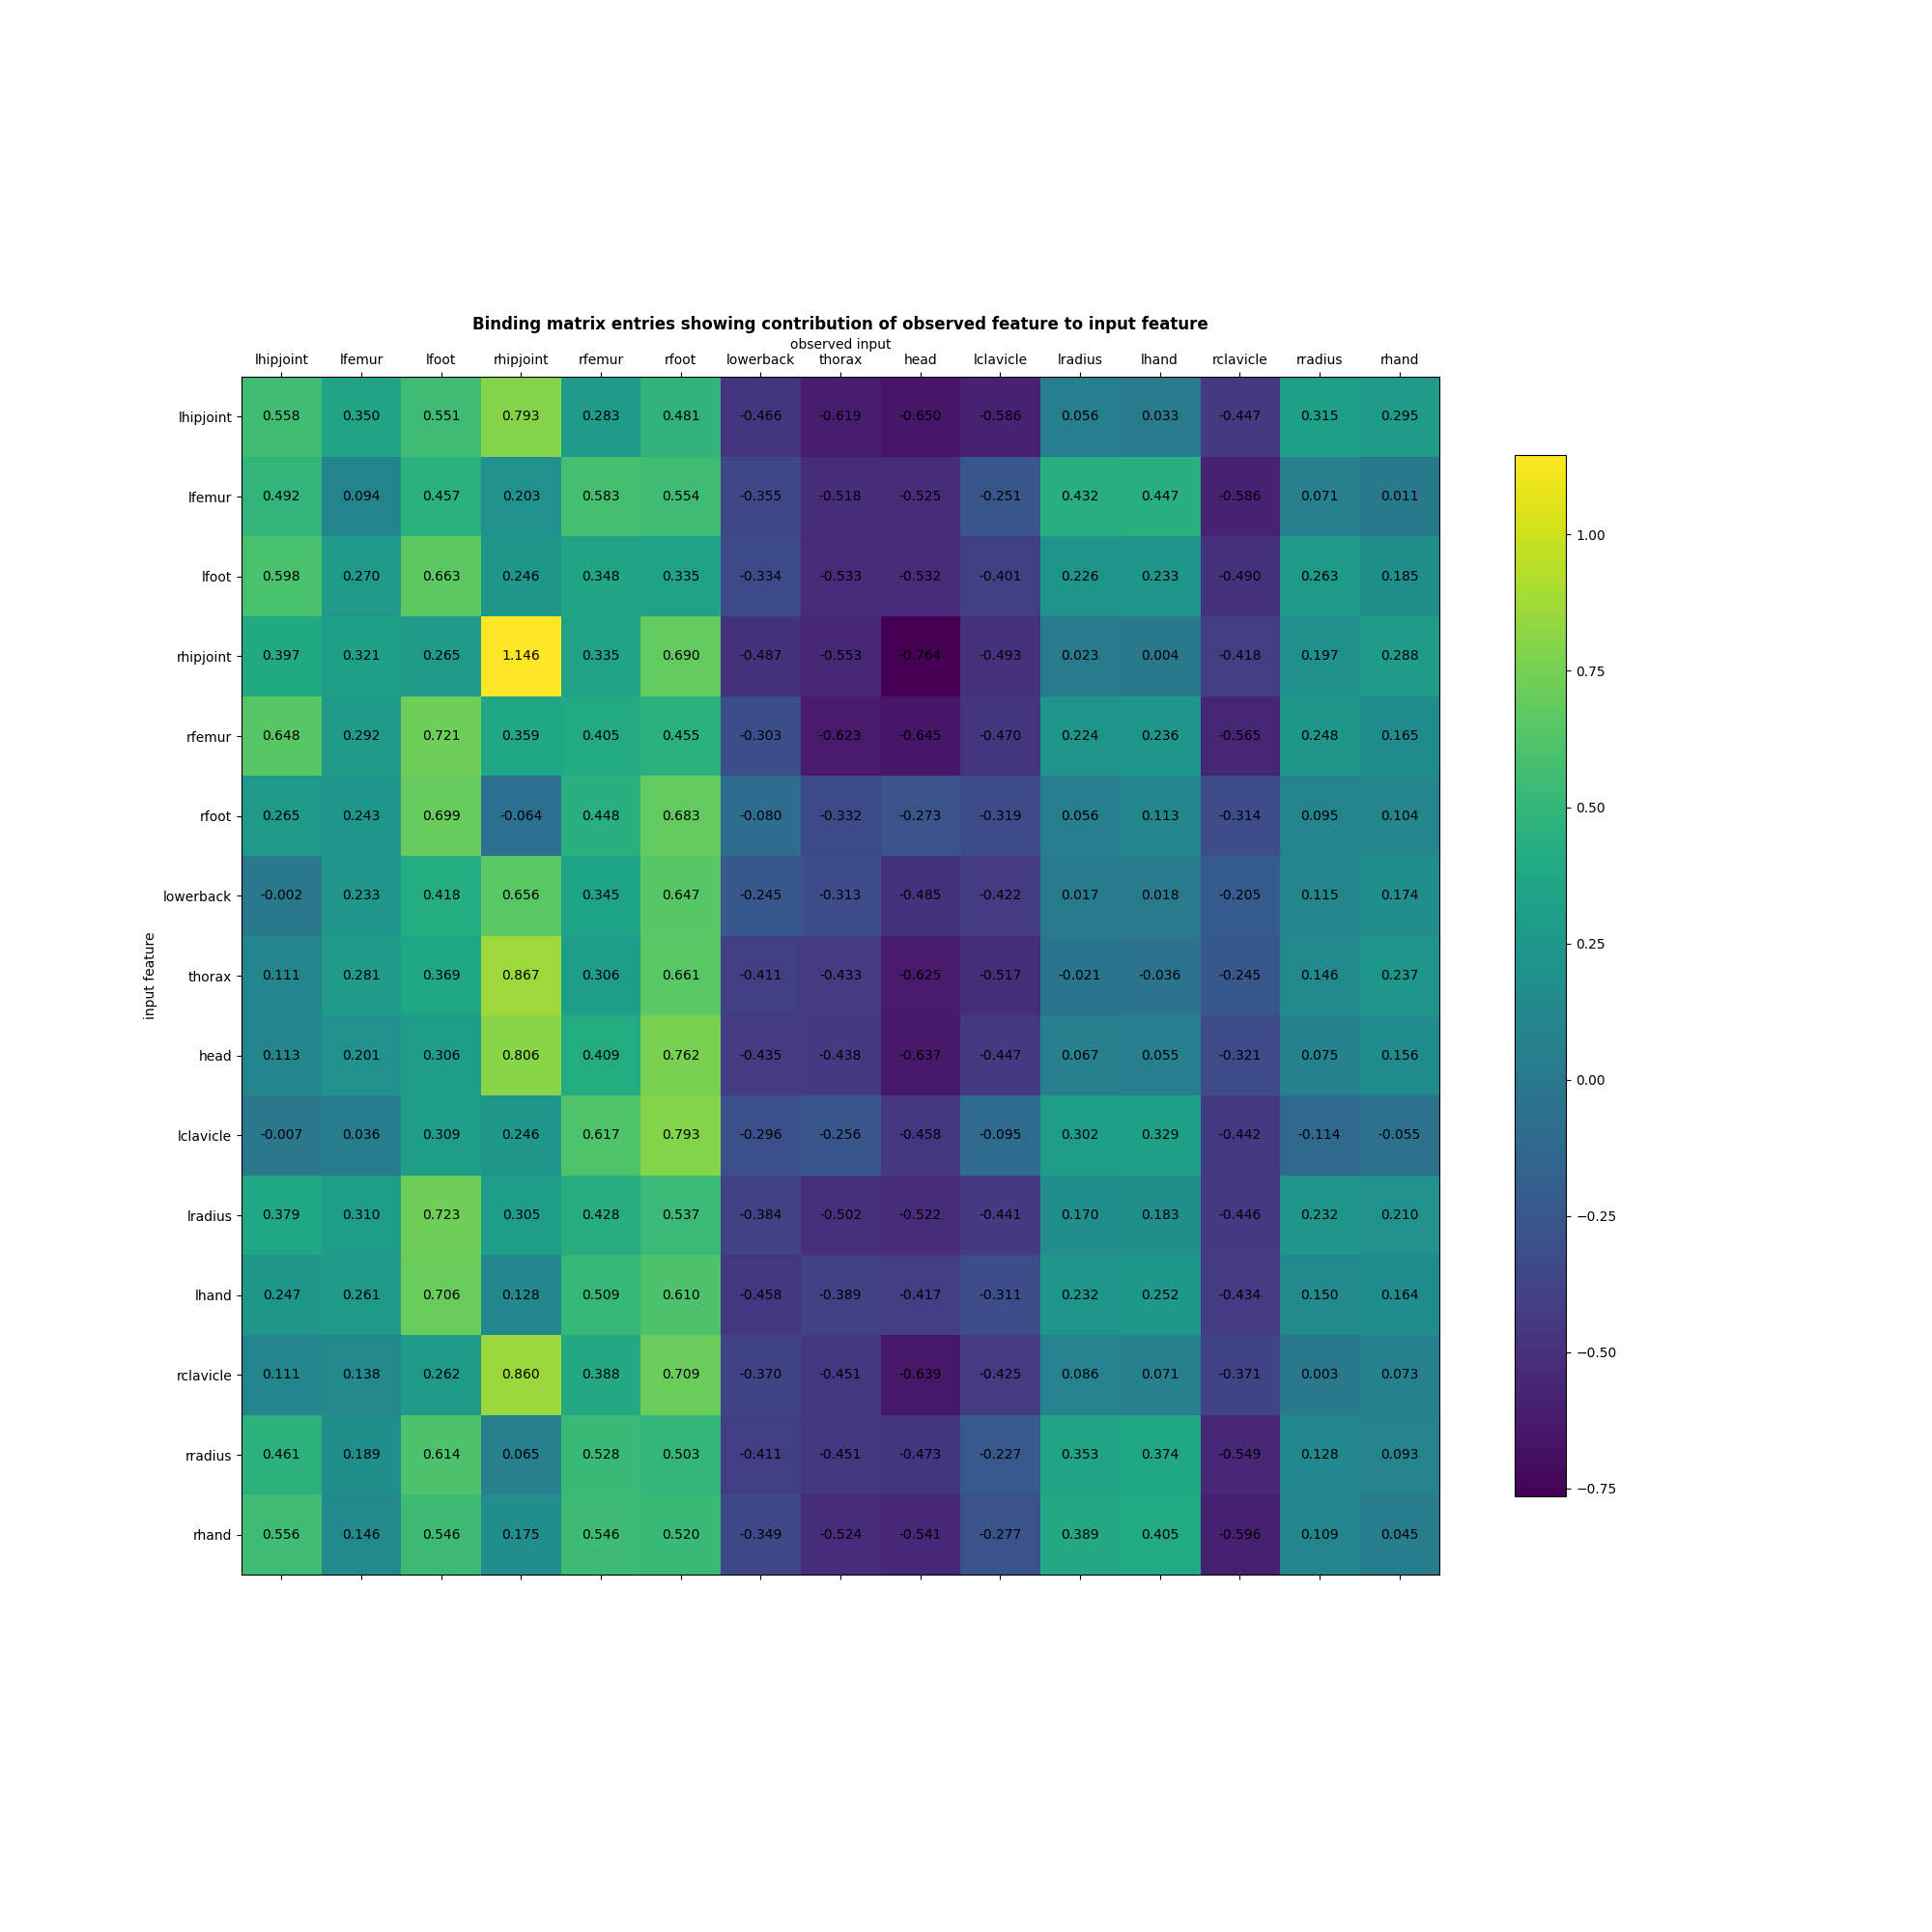 Binding matrix entries showing contribution of observed feature to input feature
observed input
lhipjoint lfemur lfoot rhipjoint rfemur rfoot lowerback thorax head lclavicle lradius lhand rclavicle rradius rhand
lhipjoint 0.558 0.350 0.551 0.793 0.283 0.481 -0.466 -0.619 -0.650 -0.586 0.056 0.033 -0.447 0.315 0.295
lfemur 0.492 0.094 0.457 0.203 0.583 0.554 -0.355 -0.518 -0.525 -0.251 0.432 0.447 -0.586 0.071 0.011
lfoot 0.598 0.270 0.663 0.246 0.348 0.335 -0.334 -0.533 -0.532 -0.401 0.226 0.233 -0.490 0.263 0.185
rhipjoint 0.397 0.321 0.265 1.146 0.335 0.690 -0.487 -0.553 -0.764 -0.493 0.023 0.004 -0.418 0.197 0.288
rfemur 0.648 0.292 0.721 0.359 0.405 0.455 -0.303 -0.623 -0.645 -0.470 0.224 0.236 -0.565 0.248 0.165
rfoot 0.265 0.243 0.699 -0.064 0.448 0.683 -0.080 -0.332 -0.273 -0.319 0.056 0.113 -0.314 0.095 0.104
lowerback -0.002 0.233 0.418 0.656 0.345 0.647 -0.245 -0.313 -0.485 -0.422 0.017 0.018 -0.205 0.115 0.174
thorax 0.111 0.281 0.369 0.867 0.306 0.661 -0.411 -0.433 -0.625 -0.517 -0.021 -0.036 -0.245 0.146 0.237
head 0.113 0.201 0.306 0.806 0.409 0.762 -0.435 -0.438 -0.637 -0.447 0.067 0.055 -0.321 0.075 0.156
lclavicle -0.007 0.036 0.309 0.246 0.617 0.793 -0.296 -0.256 -0.458 -0.095 0.302 0.329 -0.442 -0.114 -0.055
lradius 0.379 0.310 0.723 0.305 0.428 0.537 -0.384 -0.502 -0.522 -0.441 0.170 0.183 -0.446 0.232 0.210
lhand 0.247 0.261 0.706 0.128 0.509 0.610 -0.458 -0.389 -0.417 -0.311 0.232 0.252 -0.434 0.150 0.164
rclavicle 0.111 0.138 0.262 0.860 0.388 0.709 -0.370 -0.451 -0.639 -0.425 0.086 0.071 -0.371 0.003 0.073
rradius 0.461 0.189 0.614 0.065 0.528 0.503 -0.411 -0.451 -0.473 -0.227 0.353 0.374 -0.549 0.128 0.093
rhand 0.556 0.146 0.546 0.175 0.546 0.520 -0.349 -0.524 -0.541 -0.277 0.389 0.405 -0.596 0.109 0.045
input feature
1.00
0.75
0.50
0.25
0.00
−0.25
−0.50
−0.75